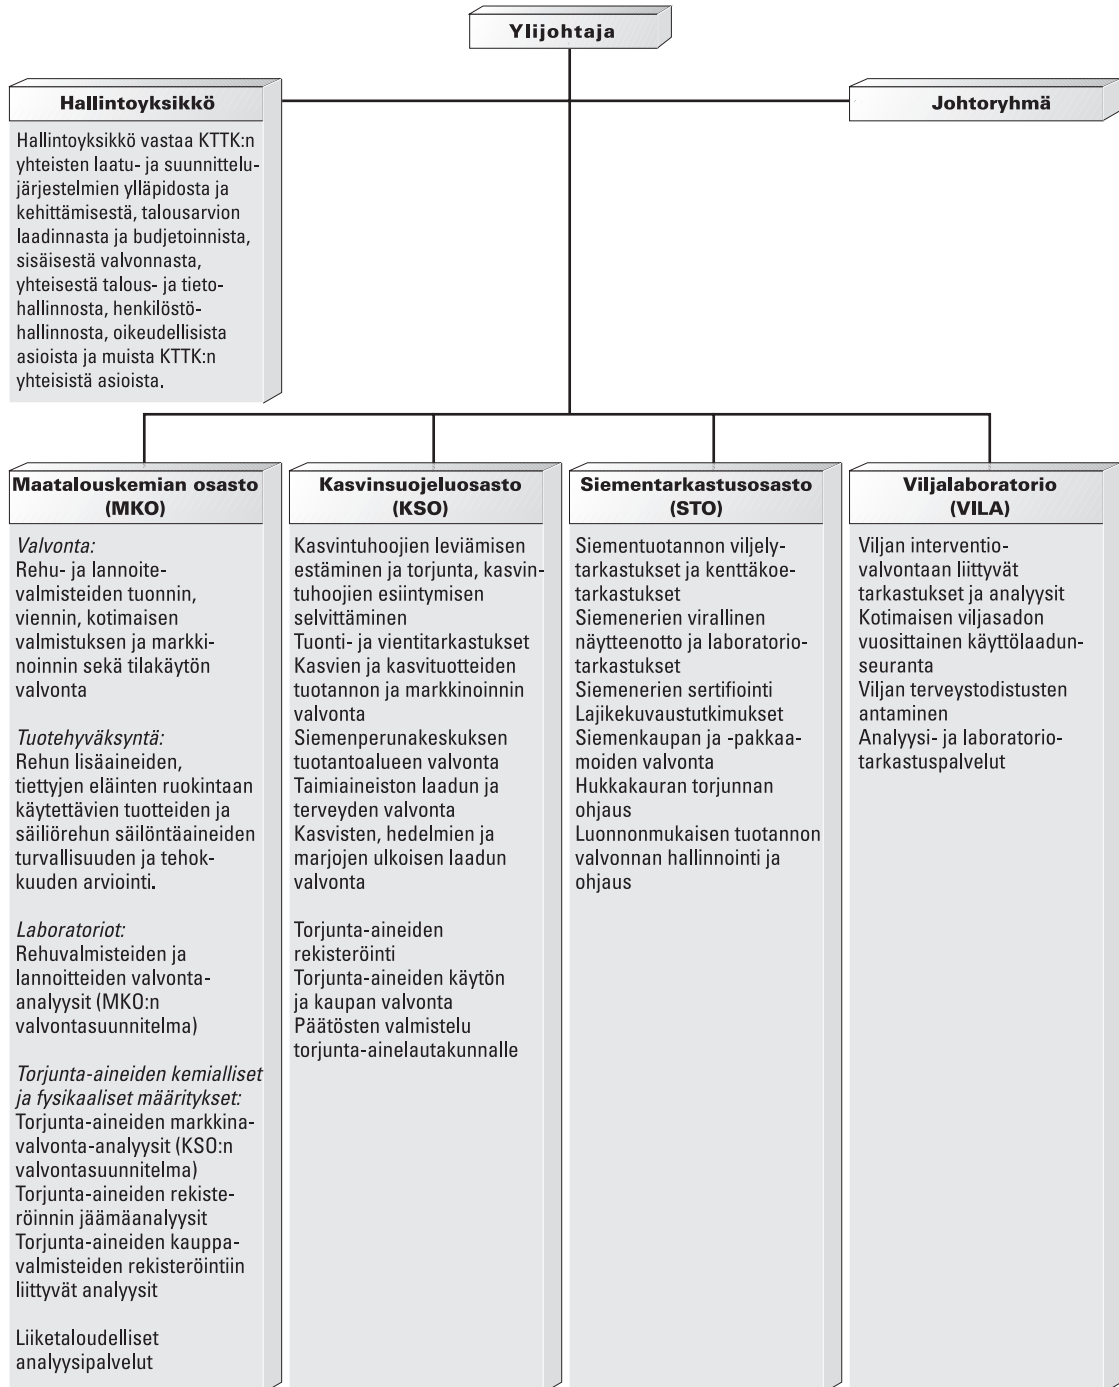 Ylijohtaja
Hallintoyksikkö
Johtoryhmä
Hallintoyksikkö vastaa KTTK:n
yhteisten laatu- ja suunnittelu-
järjestelmien ylläpidosta ja
kehittämisestä, talousarvion
laadinnasta ja budjetoinnista,
sisäisestä valvonnasta,
yhteisestä talous- ja tieto-
hallinnosta, henkilöstö-
hallinnosta, oikeudellisista
asioista ja muista KTTK:n
yhteisistä asioista.
Maatalouskemian osasto
(MKO)
Valvonta:
Rehu- ja lannoite-
valmisteiden tuonnin,
viennin, kotimaisen
valmistuksen ja markki-
noinnin sekä tilakäytön
valvonta
Tuotehyväksyntä:
Rehun lisäaineiden,
tiettyjen eläinten ruokintaan
käytettävien tuotteiden ja
säiliörehun säilöntäaineiden
turvallisuuden ja tehok-
kuuden arviointi.
Laboratoriot:
Rehuvalmisteiden ja
lannoitteiden valvonta-
analyysit (MKO:n
valvontasuunnitelma)
Torjunta-aineiden kemialliset
ja fysikaaliset määritykset:
Torjunta-aineiden markkina-
valvonta-analyysit (KSO:n
valvontasuunnitelma)
Torjunta-aineiden rekiste-
röinnin jäämäanalyysit
Torjunta-aineiden kauppa-
valmisteiden rekisteröintiin
liittyvät analyysit
Liiketaloudelliset
analyysipalvelut
Kasvinsuojeluosasto
(KSO)
Kasvintuhoojien leviämisen
estäminen ja torjunta, kasvin-
tuhoojien esiintymisen
selvittäminen
Tuonti- ja vientitarkastukset
Kasvien ja kasvituotteiden
tuotannon ja markkinoinnin
valvonta
Siemenperunakeskuksen
tuotantoalueen valvonta
Taimiaineiston laadun ja
terveyden valvonta
Kasvisten, hedelmien ja
marjojen ulkoisen laadun
valvonta
Torjunta-aineiden
rekisteröinti
Torjunta-aineiden käytön
ja kaupan valvonta
Päätösten valmistelu
torjunta-ainelautakunnalle
Siementarkastusosasto
(STO)
Siementuotannon viljely-
tarkastukset ja kenttäkoe-
tarkastukset
Siemenerien virallinen
näytteenotto ja laboratorio-
tarkastukset
Siemenerien sertifiointi
Lajikekuvaustutkimukset
Siemenkaupan ja -pakkaa-
moiden valvonta
Hukkakauran torjunnan
ohjaus
Luonnonmukaisen tuotannon
valvonnan hallinnointi ja
ohjaus
Viljalaboratorio
(VILA)
Viljan interventio-
valvontaan liittyvät
tarkastukset ja analyysit
Kotimaisen viljasadon
vuosittainen käyttölaadun-
seuranta
Viljan terveystodistusten
antaminen
Analyysi- ja laboratorio-
tarkastuspalvelut